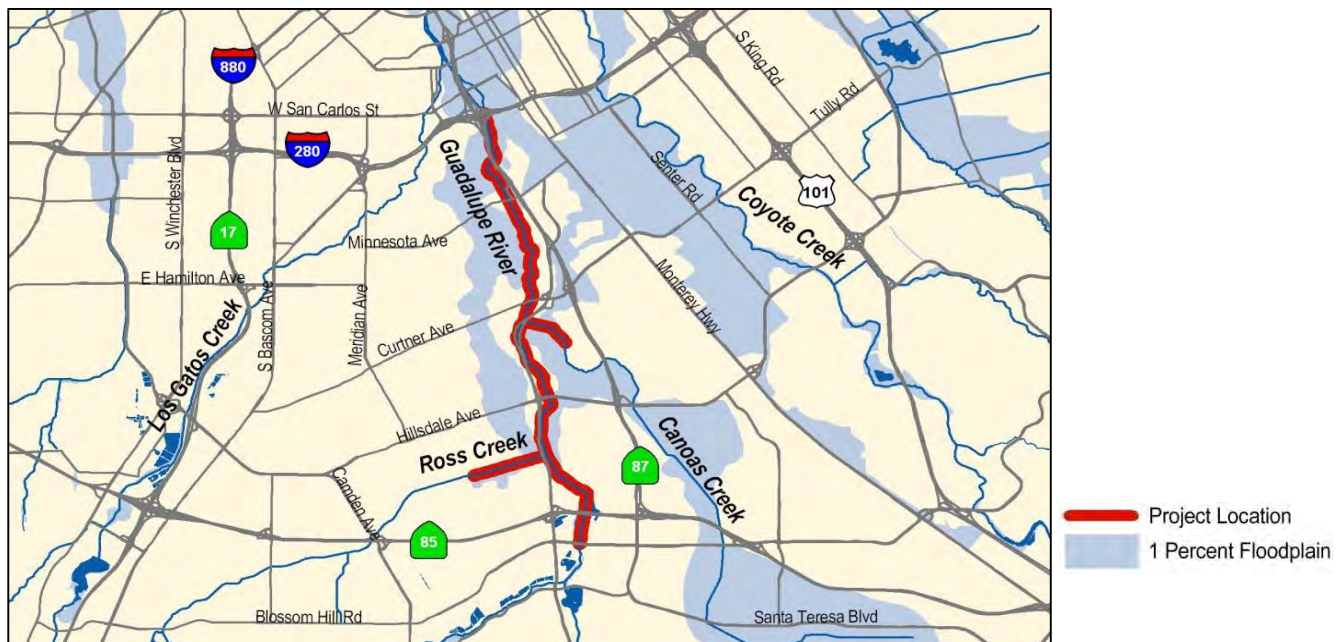 880
W San Carlos St
280
S King Rd
Tully Rd
S Winchester Blvd
Guadalupe River
Senter Rd
101
Coyote Creek
17
Minnesota Ave
E Hamilton Ave
S Bascom Ave
Meridian Ave
Monterey Hwy
Curtner Ave
Los Gatos Creek
Hillsdale Ave
Ross Creek
Canoas Creek
87
Camden Ave
85
Blossom Hill Rd
Santa Teresa Blvd
Project Location
1 Percent Floodplain